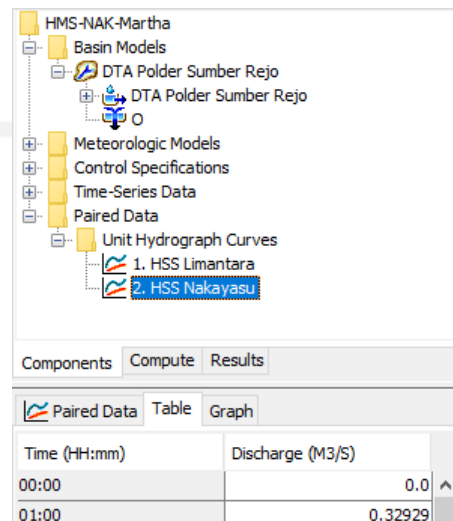 HMS-NAK-Martha
Basin Models
DTA Polder Sumber Rejo
DTA Polder Sumber Rejo
O
Meteorologic Models
Control Specifications
Time-Series Data
Paired Data
Unit Hydrograph Curves
1. HSS Limantara
2. HSS Nakayasu
Components Compute Results
Paired Data Table Graph
Time (HH:mm) Discharge (M3/S)
00:00 0.0
01:00 0.32929